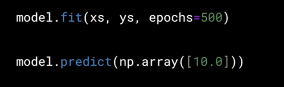 model.fit(xs, ys, epochs=500)
model.predict(np.array([10.0]))